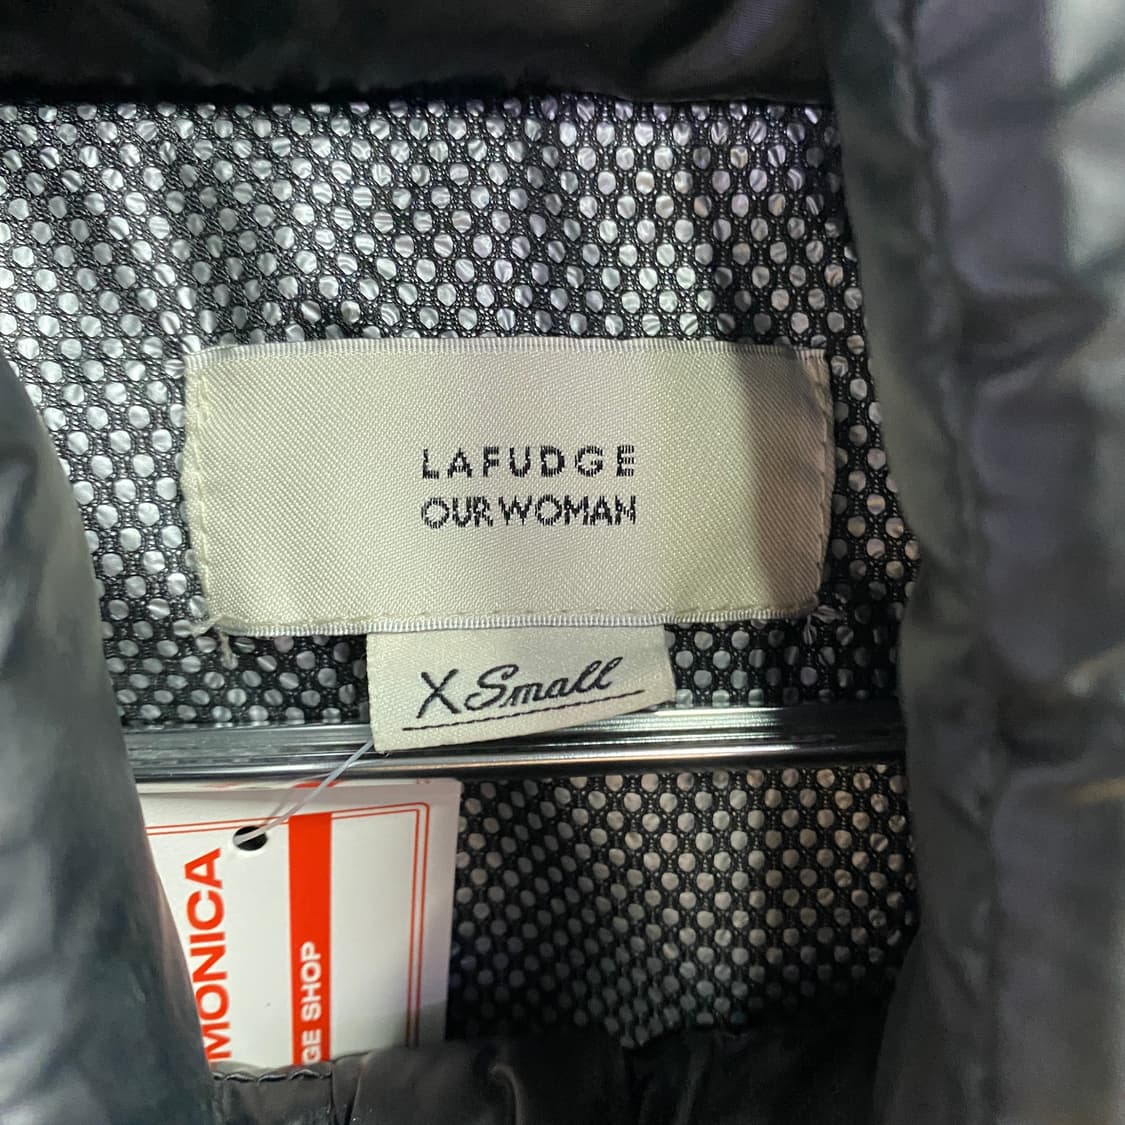 LAFUDGE
OUR WOMAN
X Small
MONICA
GE SHOP